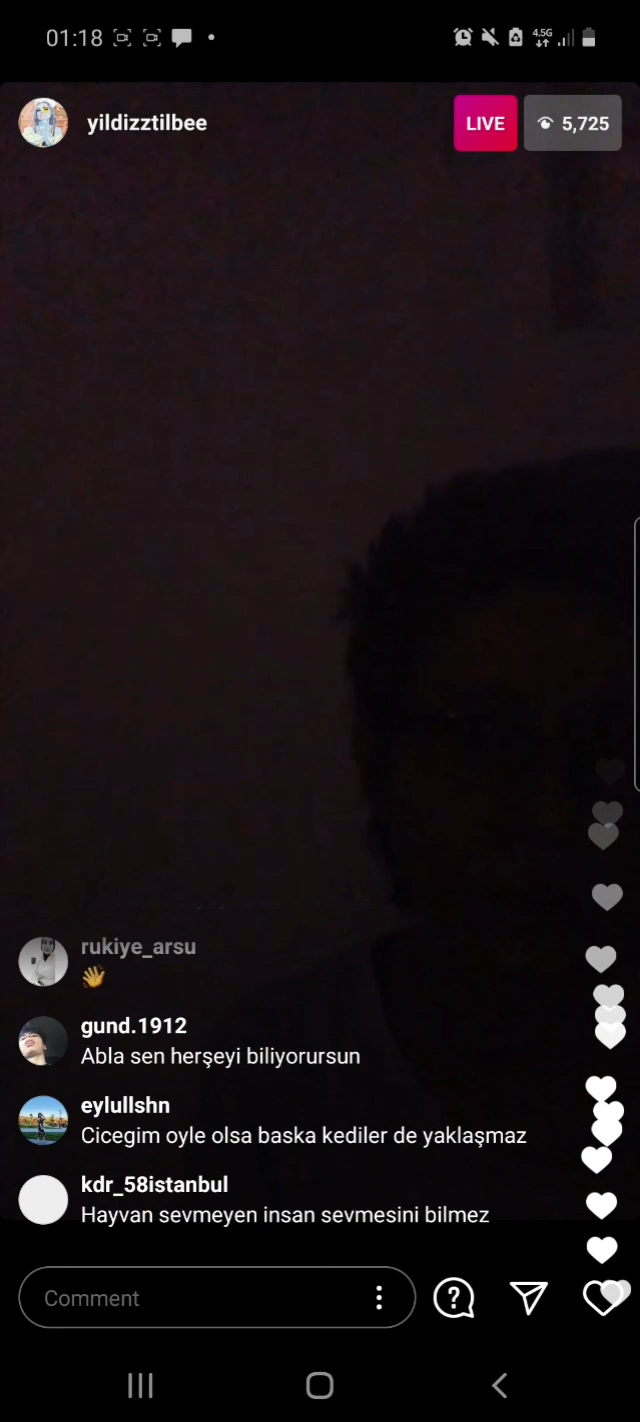 01:18
4.5G
yildizztilbee
LIVE
5,725
rukiye_arsu
👋
gund.1912
Abla sen herşeyi biliyorursun
eylullshn
Cicegim oyle olsa baska kediler de yaklaşmaz
kdr_58istanbul
Hayvan sevmeyen insan sevmesini bilmez
Comment